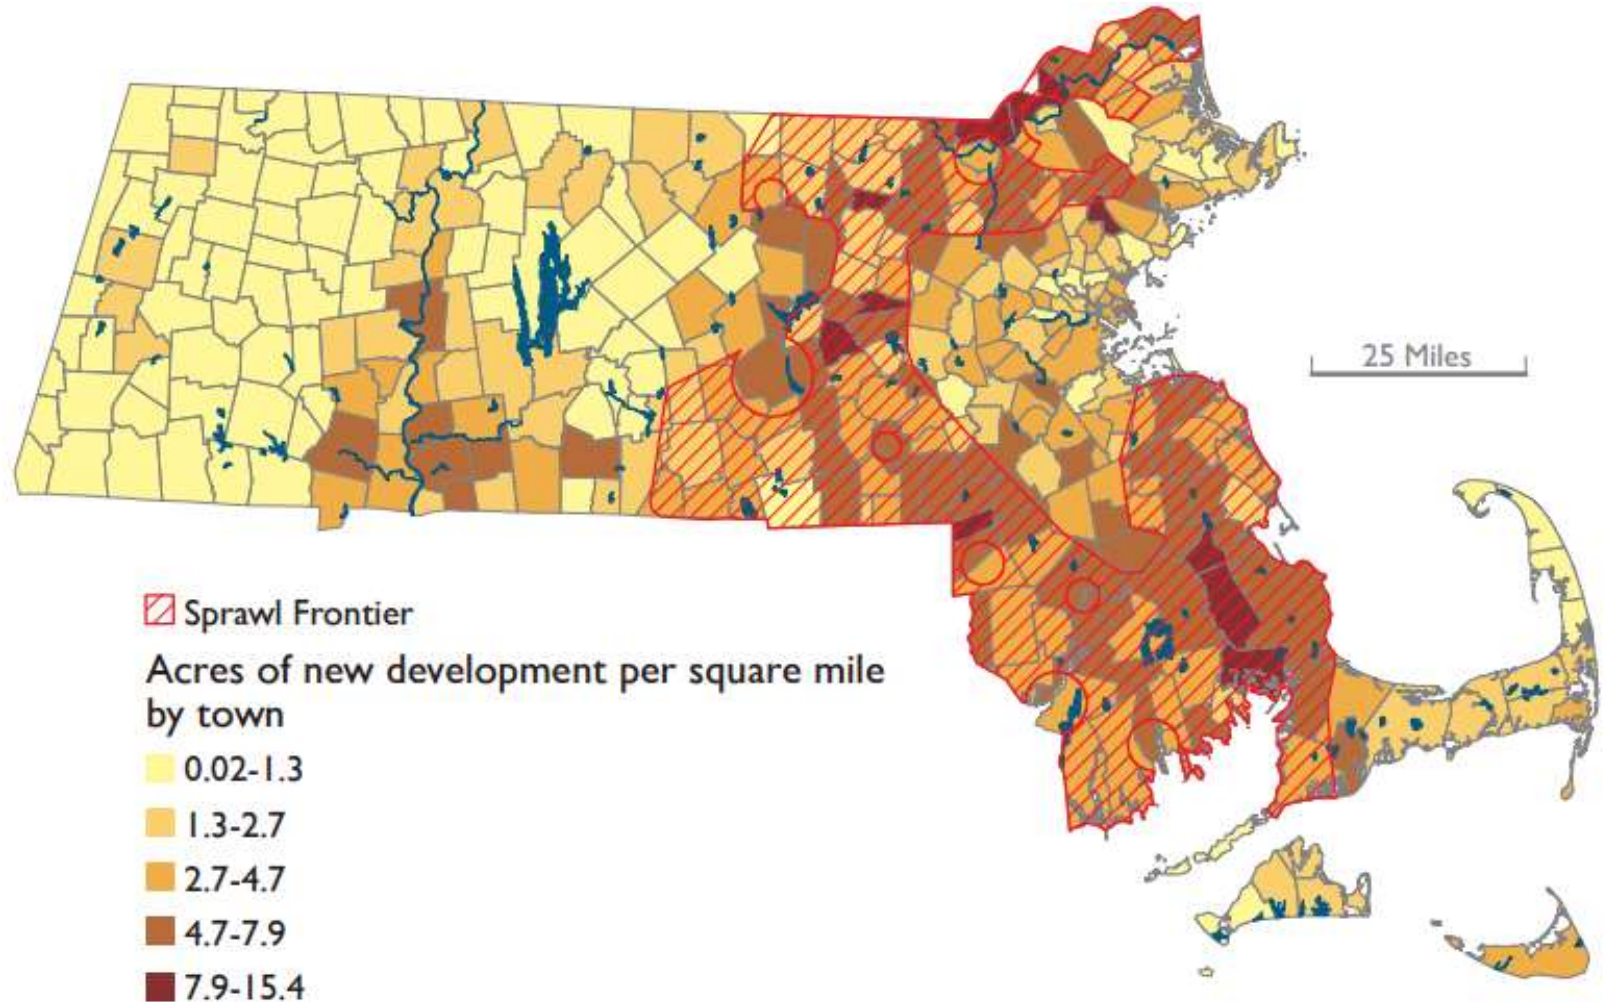 25 Miles
Sprawl Frontier
Acres of new development per square mile
by town
0.02-1.3
1.3-2.7
2.7-4.7
4.7-7.9
7.9-15.4